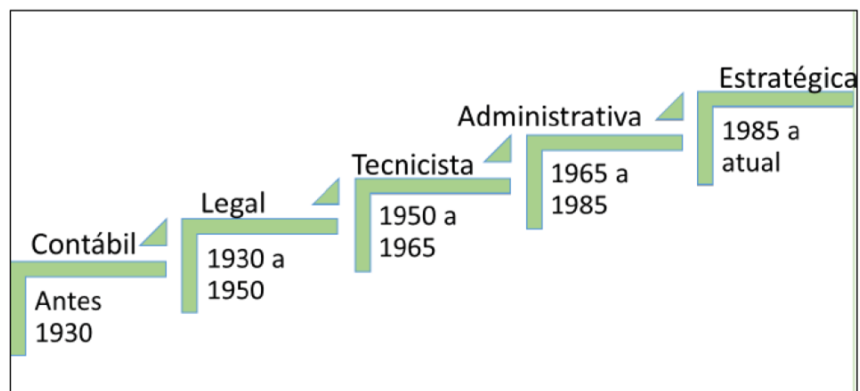 Contábil
Antes
1930
Legal
1930 a
1950
Tecnicista
1950 a
1965
Administrativa
1965 a
1985
Estratégica
1985 a
atual